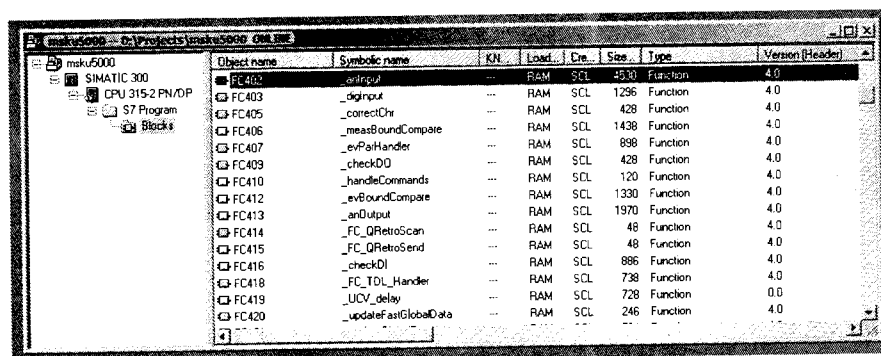 msku5000 -- D:\Projects\msku5000 ONLINE
msku5000
SIMATIC 300
CPU 315-2 PN/DP
S7 Program
Blocks
Object name Symbolic name KN... Load... Cre... Size... Type Version (Header)
FC402 _anInput --- RAM SCL 4530 Function 4.0
FC403 _digInput --- RAM SCL 1296 Function 4.0
FC405 _correctChr --- RAM SCL 428 Function 4.0
FC406 _measBoundCompare --- RAM SCL 1438 Function 4.0
FC407 _evParHandler --- RAM SCL 898 Function 4.0
FC409 _checkDO --- RAM SCL 428 Function 4.0
FC410 _handleCommands --- RAM SCL 120 Function 4.0
FC412 _evBoundCompare --- RAM SCL 1330 Function 4.0
FC413 _anOutput --- RAM SCL 1970 Function 4.0
FC414 _FC_QRetroScan --- RAM SCL 48 Function 4.0
FC415 _FC_QRetroSend --- RAM SCL 48 Function 4.0
FC416 _checkDI --- RAM SCL 886 Function 4.0
FC418 _FC_TDL_Handler --- RAM SCL 738 Function 4.0
FC419 _UCV_delay --- RAM SCL 728 Function 0.0
FC420 _updateFastGlobalData --- RAM SCL 246 Function 4.0